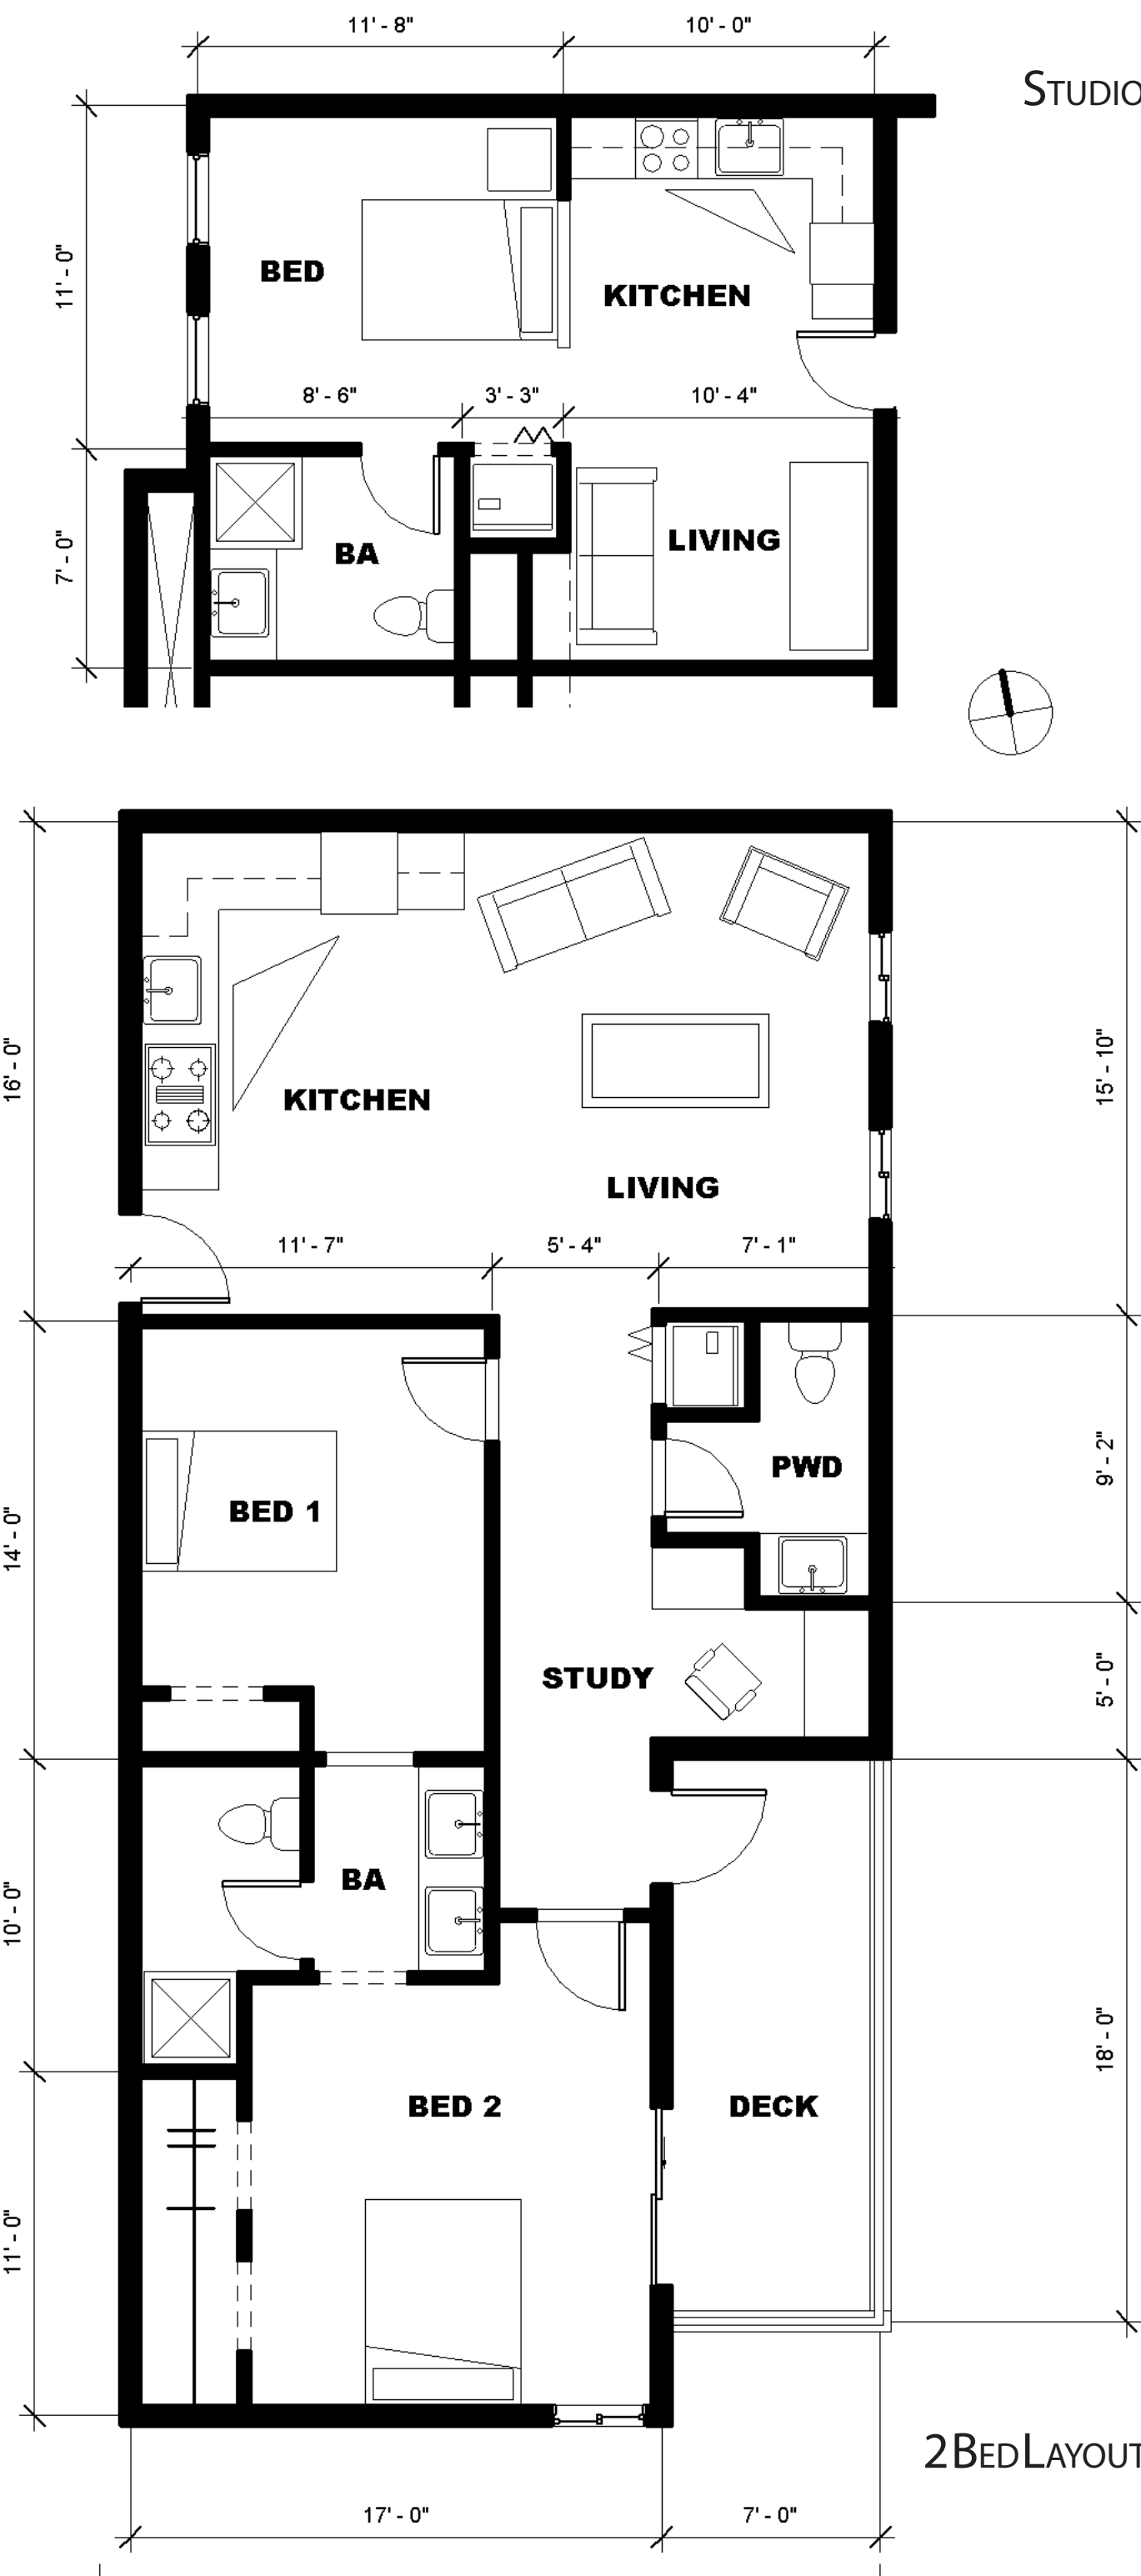 11' - 8"
10' - 0"
STUDIO
11' - 0"
BED
KITCHEN
8' - 6"
3' - 3"
10' - 4"
7' - 0"
BA
LIVING
16' - 0"
15' - 10"
KITCHEN
LIVING
11' - 7"
5' - 4"
7' - 1"
14' - 0"
9' - 2"
PWD
BED 1
STUDY
5' - 0"
10' - 0"
BA
18' - 0"
BED 2
DECK
11' - 0"
2BEDLAYOUT
17' - 0"
7' - 0"